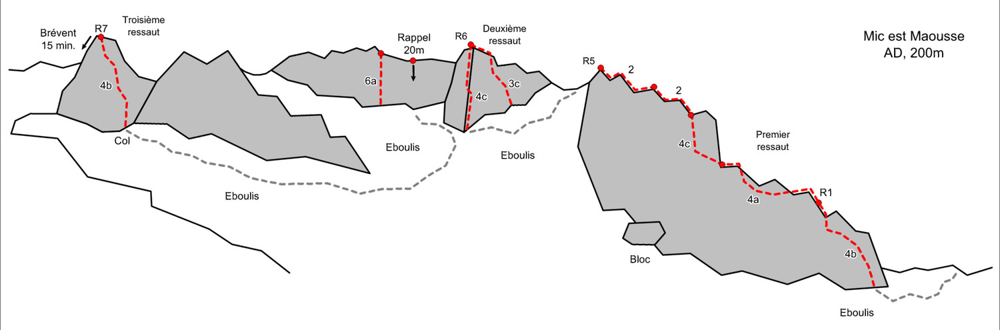 Mic est Maousse
AD, 200m
Brévent
15 min.
R7
Troisième
ressaut
4b
Col
Eboulis
6a
Rappel
20m
Eboulis
R6
Deuxième
ressaut
4c
3c
Eboulis
R5
2
2
4c
Premier
ressaut
4a
R1
4b
Bloc
Eboulis